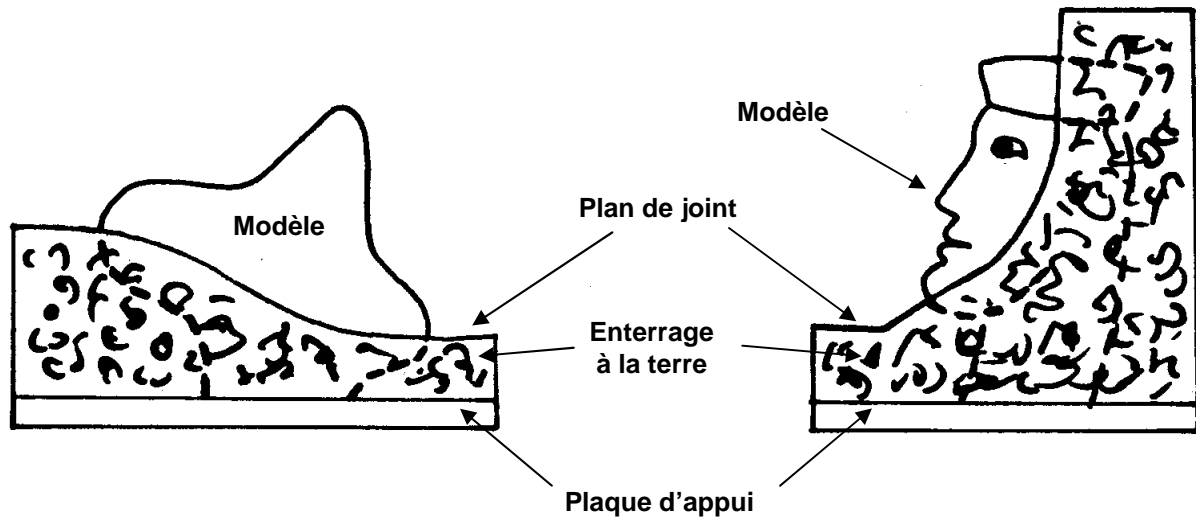 Modèle
Modèle
Plan de joint
Enterrage
à la terre
Plaque d’appui